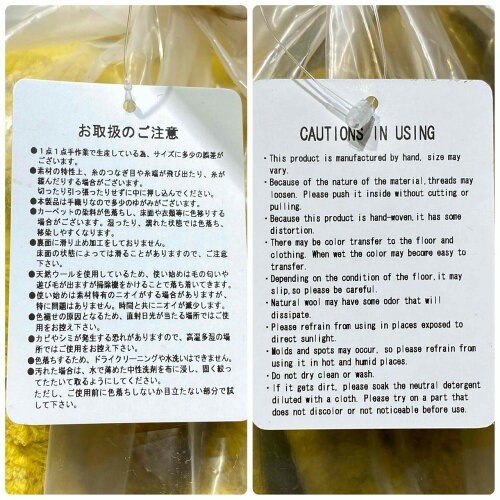 お取扱のご注意
●1点1点手作業で生産している為、サイズに多少の誤差が
ございます。
●素材の特性上、糸のつなぎ目や糸端が飛び出たり、糸が
緩んだりする場合がございます。
切ったり引っ張ったりせずに中に押し込んでください。
●本製品は手織りなので多少のゆがみがございます。
●カーペットの染料が色落ちし、床面や衣類等に色移りする
場合がございます。湿ったり、濡れた状態では色落ち、
移染しやすくなります。
●裏面に滑り止め加工をしておりません。
床面の状態によっては滑ることがありますので、ご注意
下さい。
●天然ウールを使用しているため、使い始めは毛の匂いや
遊び毛が出ますが掃除機をかけることで落ち着いてきます。
●使い始めは素材特有のニオイがする場合がありますが、
特に問題はありません。時間と共にニオイが減少します。
●色褪せの原因となるため、直射日光が当たる場所ではご使
用をお控え下さい。
●カビやシミが発生する恐れがありますので、高温多湿の場
所ではご使用をお控え下さい。
●色落ちするため、ドライクリーニングや水洗いはできません。
●汚れた場合は、水で薄めた中性洗剤を布に浸し、固く絞っ
てたたいて取るようにしてください。
ただし、ご使用前に色落ちしないか目立たない部分で試
して下さい。
CAUTIONS IN USING
・This product is manufactured by hand, size may
vary.
・Because of the nature of the material,threads may
loosen. Please push it inside without cutting or
pulling.
・Because this product is hand-woven,it has some
distortion.
・There may be color transfer to the floor and
clothing. When wet the color may become easy to
transfer.
・Depending on the condition of the floor,it may
slip,so please be careful.
・Natural wool may have some odor that will
dissipate.
・Please refrain from using in places exposed to
direct sunlight.
・Molds and spots may occur, so please refrain from
using it in hot and humid places.
・Do not dry clean or wash.
・If it gets dirt, please soak the neutral detergent
diluted with a cloth. Please try on a part that
does not discolor or not noticeable before use.